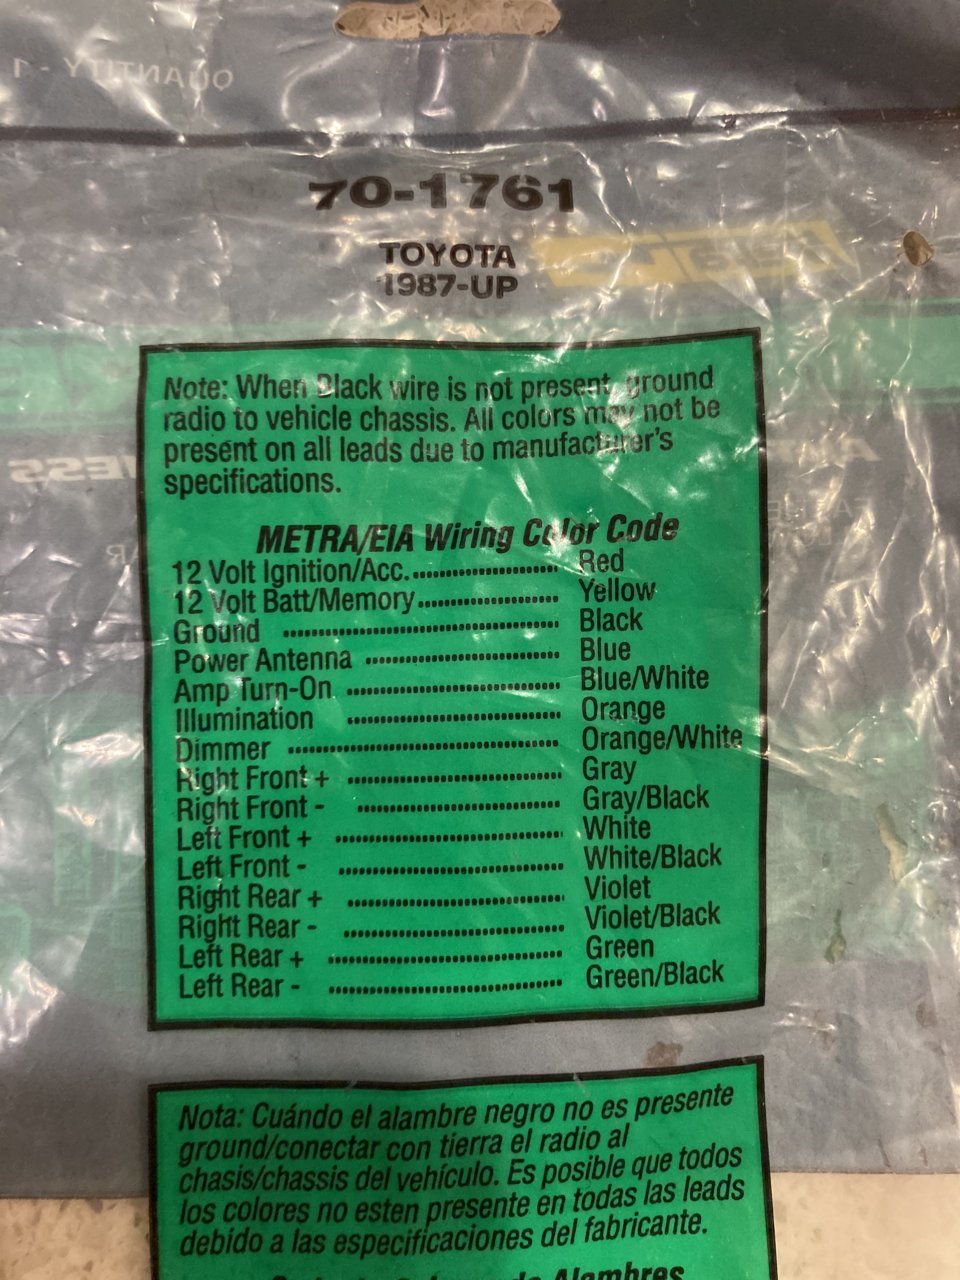 QUANTITY - 1
70-1761
TOYOTA
1987-UP
Note: When Black wire is not present, ground
radio to vehicle chassis. All colors may not be
present on all leads due to manufacturer's
specifications.
METRA/EIA Wiring Color Code
12 Volt Ignition/Acc. Red
12 Volt Batt/Memory Yellow
Ground Black
Power Antenna Blue
Amp Turn-On Blue/White
Illumination Orange
Dimmer Orange/White
Right Front + Gray
Right Front - Gray/Black
Left Front + White
Left Front - White/Black
Right Rear + Violet
Right Rear - Violet/Black
Left Rear + Green
Left Rear - Green/Black
Nota: Cuándo el alambre negro no es presente
ground/conectar con tierra el radio al
chasis/chassis del vehículo. Es posible que todos
los colores no esten presente en todas las leads
debido a las especificaciones del fabricante.
de Alambres